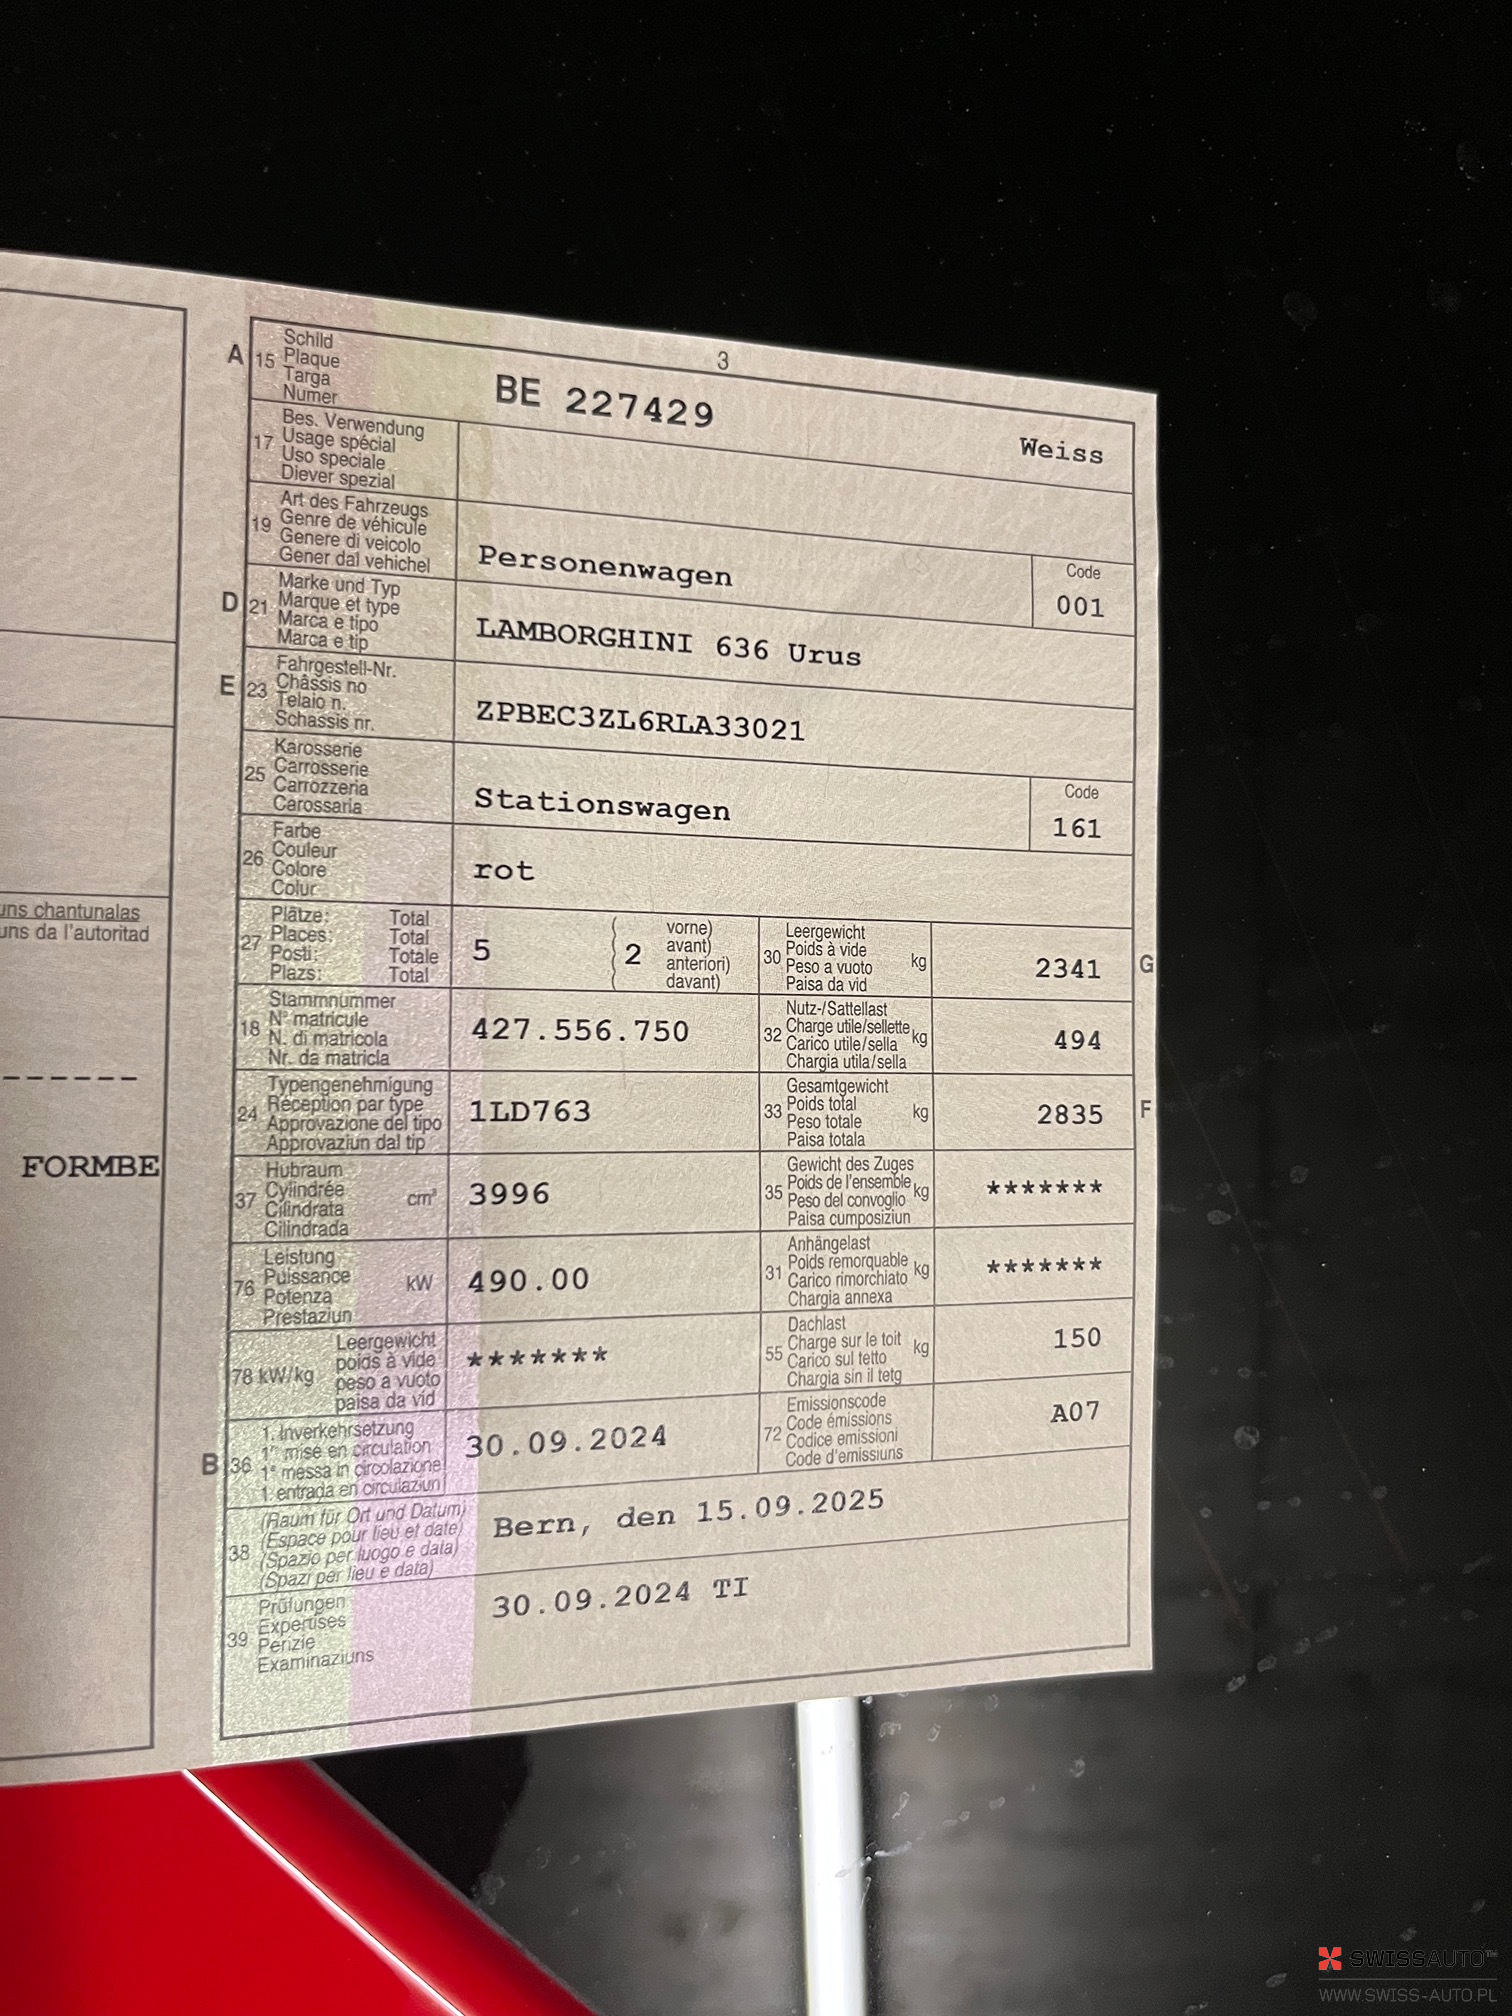 3
A 15 Schild
Plaque
Targa
Numer
BE 227429
Weiss
17 Bes. Verwendung
Usage spécial
Uso speciale
Diever spezial
19 Art des Fahrzeugs
Genre de véhicule
Genere di veicolo
Gener dal vehichel
Personenwagen
Code
001
D 21 Marke und Typ
Marque et type
Marca e tipo
Marca e tip
LAMBORGHINI 636 Urus
E 23 Fahrgestell-Nr.
Châssis no
Telaio n.
Schassis nr.
ZPBEC3ZL6RLA33021
25 Karosserie
Carrosserie
Carrozzeria
Carossaria
Stationswagen
Code
161
26 Farbe
Couleur
Colore
Colur
rot
27 Plätze: Total
Places: Total
Posti: Totale
Plazs: Total
5
( 2 vorne)
avant)
anteriori)
davant)
30 Leergewicht
Poids à vide
Peso a vuoto
Paisa da vid
kg
2341
G
18 Stammnummer
N° matricule
N. di matricola
Nr. da matricla
427.556.750
32 Nutz-/Sattellast
Charge utile/sellette
Carico utile/sella
Chargia utila/sella
kg
494
24 Typengenehmigung
Réception par type
Approvazione del tipo
Approvaziun dal tip
1LD763
33 Gesamtgewicht
Poids total
Peso totale
Paisa totala
kg
2835
F
37 Hubraum
Cylindrée
Cilindrata
Cilindrada
cm³
3996
35 Gewicht des Zuges
Poids de l'ensemble
Peso del convoglio
Paisa cumposiziun
kg
*******
76 Leistung
Puissance
Potenza
Prestaziun
kW
490.00
31 Anhängelast
Poids remorquable
Carico rimorchiato
Chargia annexa
kg
*******
78 kW/kg
Leergewicht
poids à vide
peso a vuoto
paisa da vid
*******
55 Dachlast
Charge sur le toit
Carico sul tetto
Chargia sin il tetg
kg
150
B 36 1. Inverkehrsetzung
1re mise en circulation
1a messa in circolazione
1. entrada en circulaziun
30.09.2024
72 Emissionscode
Code émissions
Codice emissioni
Code d'emissiuns
A07
38 (Raum für Ort und Datum)
(Espace pour lieu et date)
(Spazio per luogo e data)
(Spazi per lieu e data)
Bern, den 15.09.2025
39 Prüfungen
Expertises
Perizie
Examinaziuns
30.09.2024 TI
uns chantunalas
uns da l'autoritad
FORMBE
SWISSAUTO™
WWW.SWISS-AUTO.PL